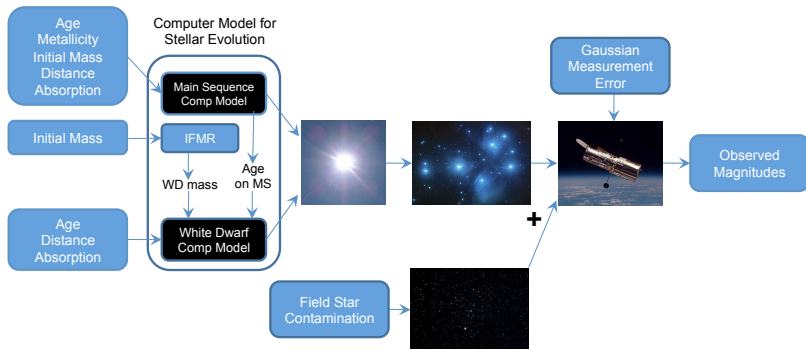 Computer Model for
Stellar Evolution
Age
Metallicity
Initial Mass
Distance
Absorption
Main Sequence
Comp Model
Initial Mass
IFMR
WD mass
Age
on MS
Age
Distance
Absorption
White Dwarf
Comp Model
Gaussian
Measurement
Error
Observed
Magnitudes
+
Field Star
Contamination